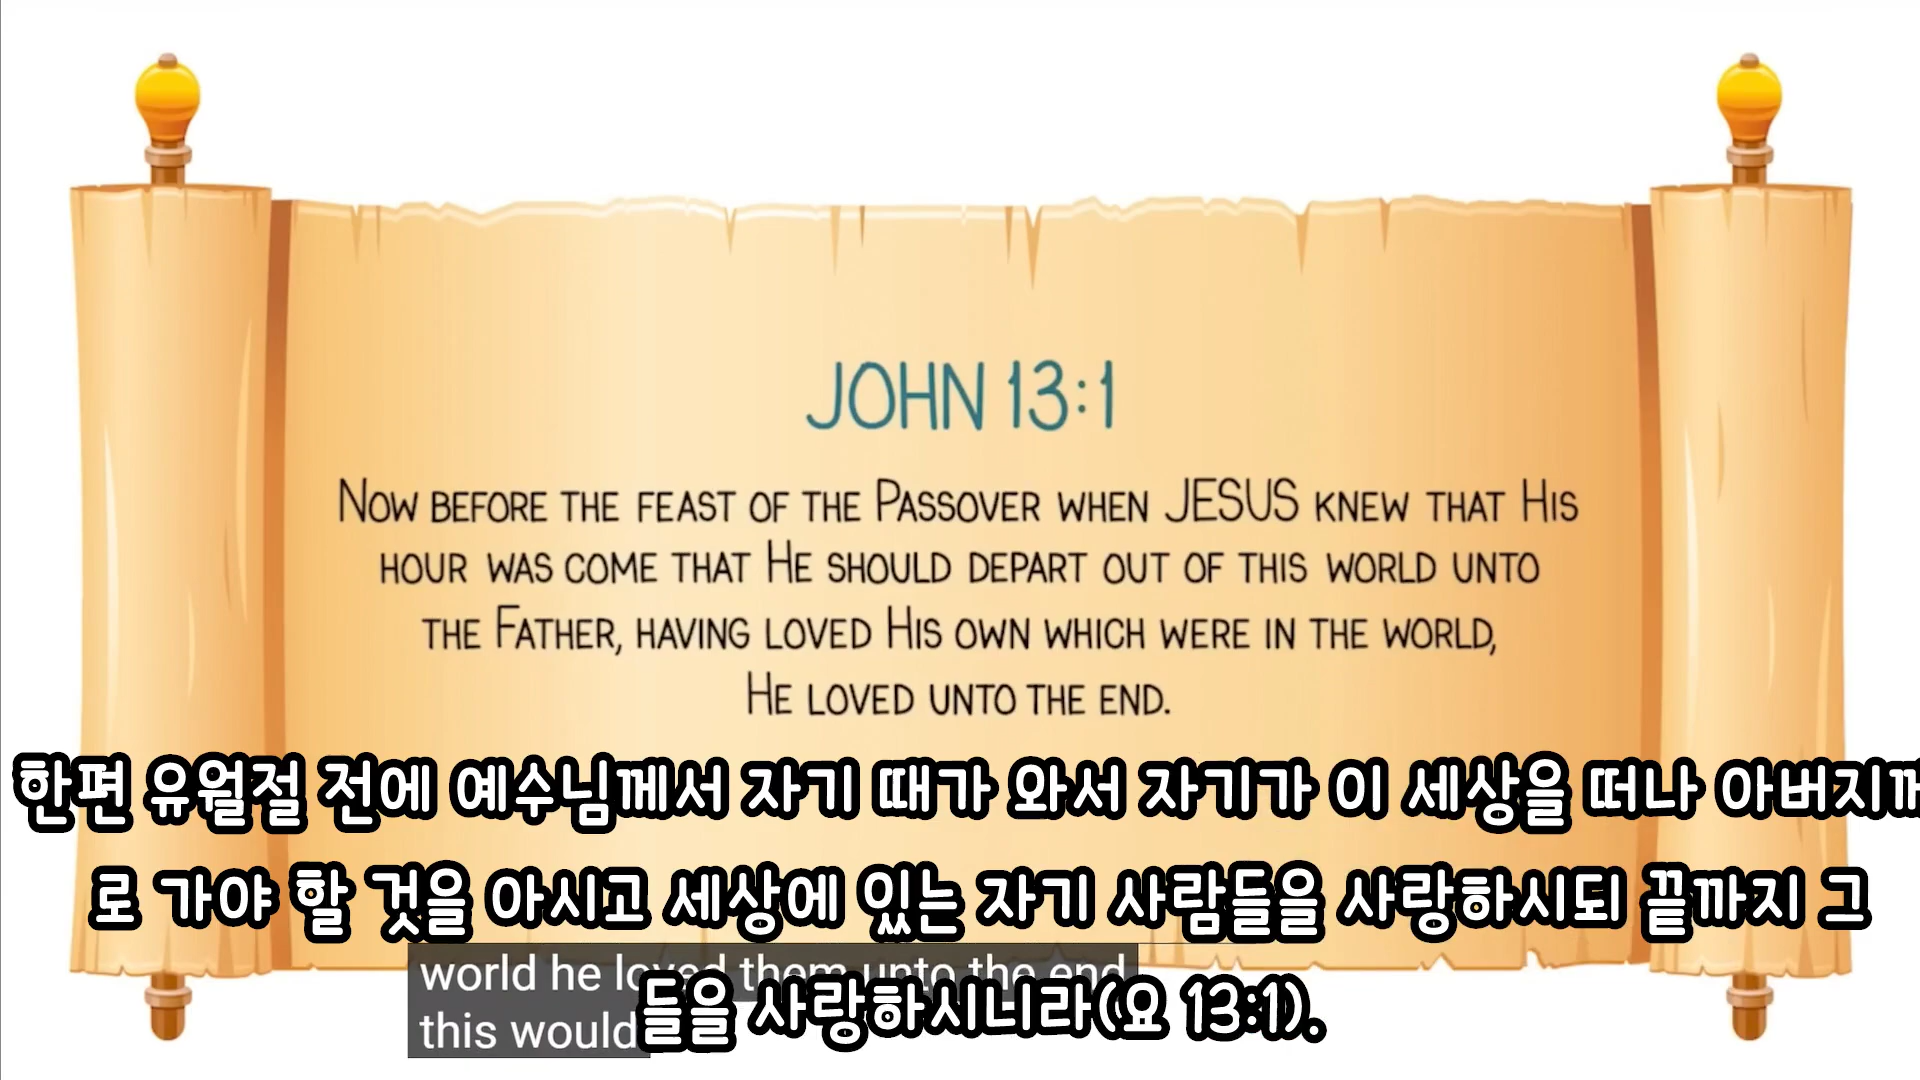 JOHN 13:1
NOW BEFORE THE FEAST OF THE PASSOVER WHEN JESUS KNEW THAT HIS
HOUR WAS COME THAT HE SHOULD DEPART OUT OF THIS WORLD UNTO
THE FATHER, HAVING LOVED HIS OWN WHICH WERE IN THE WORLD,
HE LOVED UNTO THE END.
한편 유월절 전에 예수님께서 자기 때가 와서 자기가 이 세상을 떠나 아버지께
로 가야 할 것을 아시고 세상에 있는 자기 사람들을 사랑하시되 끝까지 그
들을 사랑하시니라(요 13:1).
world he loved them unto the end
this would